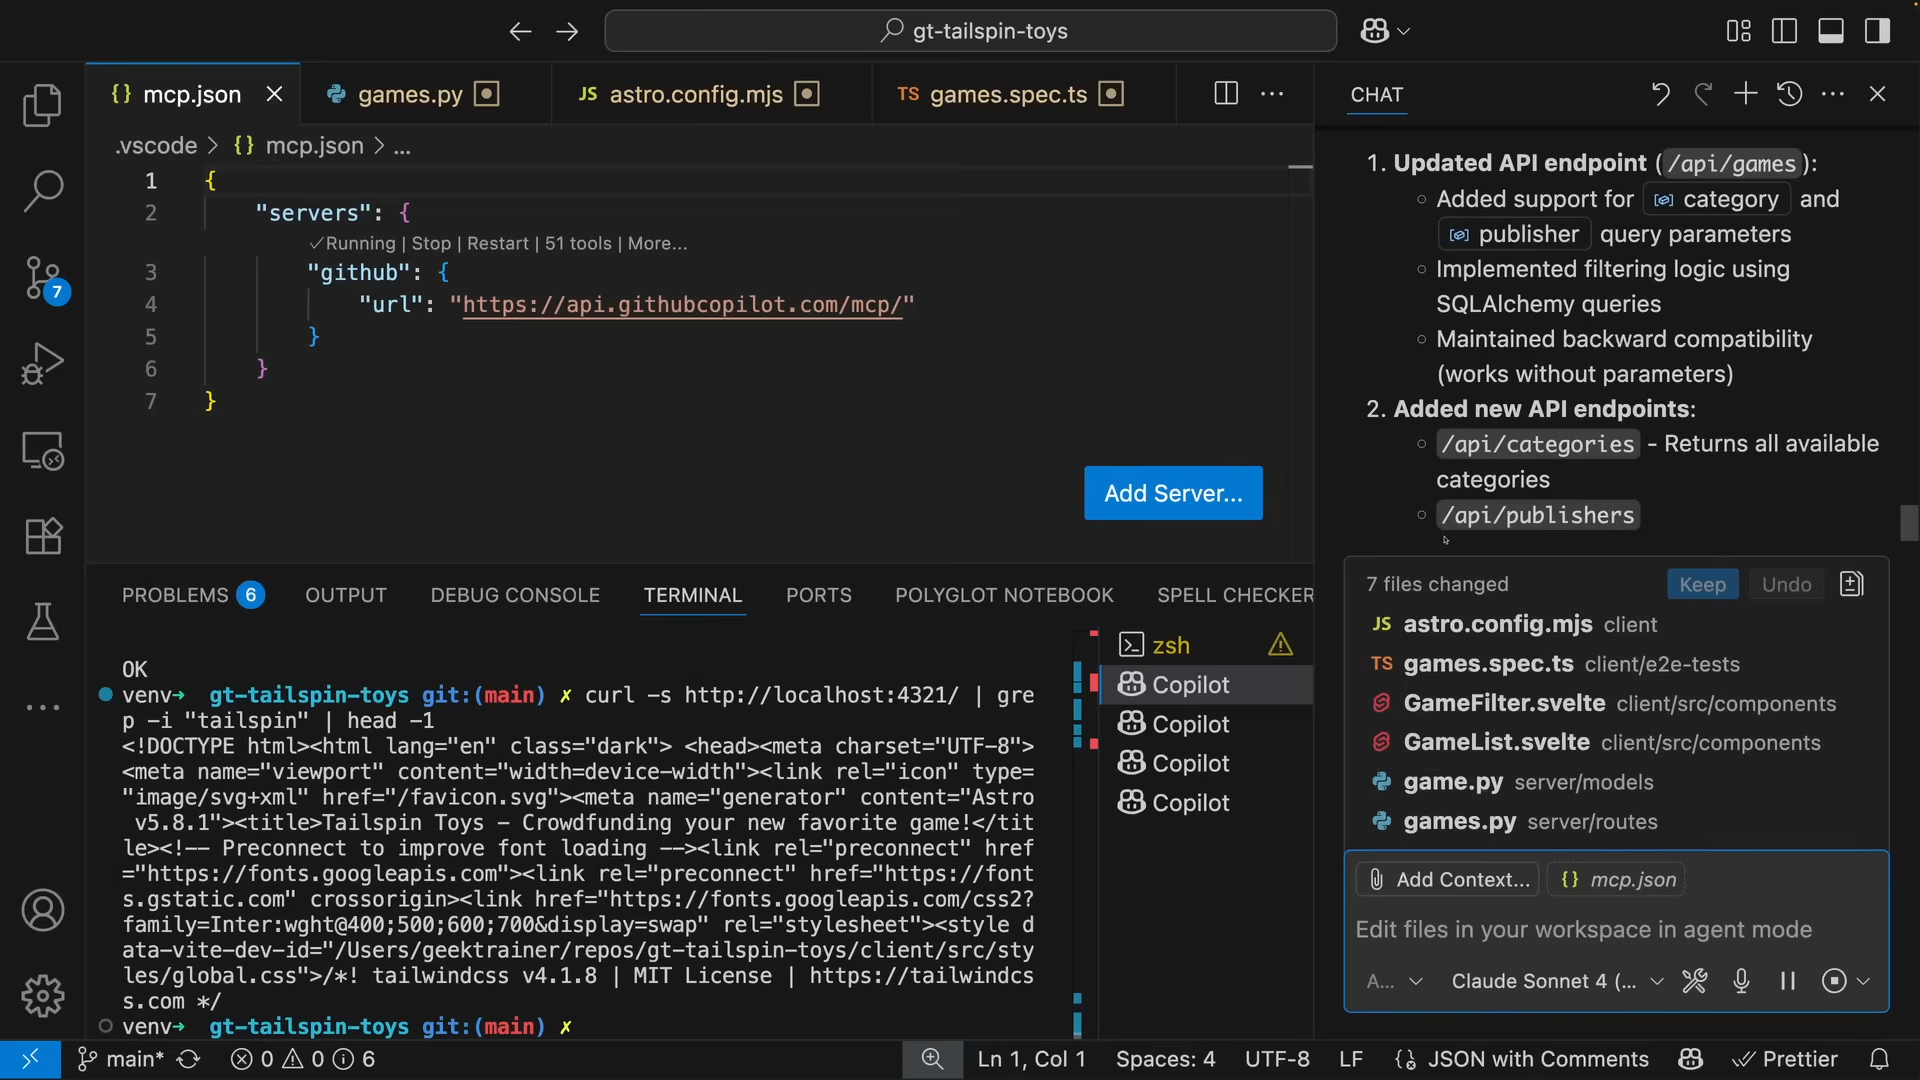 gt-tailspin-toys
{} mcp.json
games.py
JS astro.config.mjs
TS games.spec.ts
.vscode > {} mcp.json > ...
1 {
2 "servers": {
✓Running | Stop | Restart | 51 tools | More...
3 "github": {
4 "url": "https://api.githubcopilot.com/mcp/"
5 }
6 }
7 }
Add Server...
7
PROBLEMS 6
OUTPUT
DEBUG CONSOLE
TERMINAL
PORTS
POLYGLOT NOTEBOOK
SPELL CHECKER
OK
venv→ gt-tailspin-toys git:(main) ✗ curl -s http://localhost:4321/ | gre
p -i "tailspin" | head -1
<!DOCTYPE html><html lang="en" class="dark"> <head><meta charset="UTF-8">
<meta name="viewport" content="width=device-width"><link rel="icon" type=
"image/svg+xml" href="/favicon.svg"><meta name="generator" content="Astro
v5.8.1"><title>Tailspin Toys - Crowdfunding your new favorite game!</tit
le><!-- Preconnect to improve font loading --><link rel="preconnect" href
="https://fonts.googleapis.com"><link rel="preconnect" href="https://font
s.gstatic.com" crossorigin><link href="https://fonts.googleapis.com/css2?
family=Inter:wght@400;500;600;700&display=swap" rel="stylesheet"><style d
ata-vite-dev-id="/Users/geektrainer/repos/gt-tailspin-toys/client/src/sty
les/global.css">/*! tailwindcss v4.1.8 | MIT License | https://tailwindcs
s.com */
venv→ gt-tailspin-toys git:(main) ✗
zsh
Copilot
Copilot
Copilot
Copilot
CHAT
1. Updated API endpoint (/api/games):
Added support for category and
publisher query parameters
Implemented filtering logic using
SQLAlchemy queries
Maintained backward compatibility
(works without parameters)
2. Added new API endpoints:
/api/categories - Returns all available
categories
/api/publishers
7 files changed
Keep
Undo
JS astro.config.mjs client
TS games.spec.ts client/e2e-tests
GameFilter.svelte client/src/components
GameList.svelte client/src/components
game.py server/models
games.py server/routes
Add Context...
{} mcp.json
Edit files in your workspace in agent mode
A...
Claude Sonnet 4 (...
main*
0
0
6
Ln 1, Col 1
Spaces: 4
UTF-8
LF
JSON with Comments
Prettier